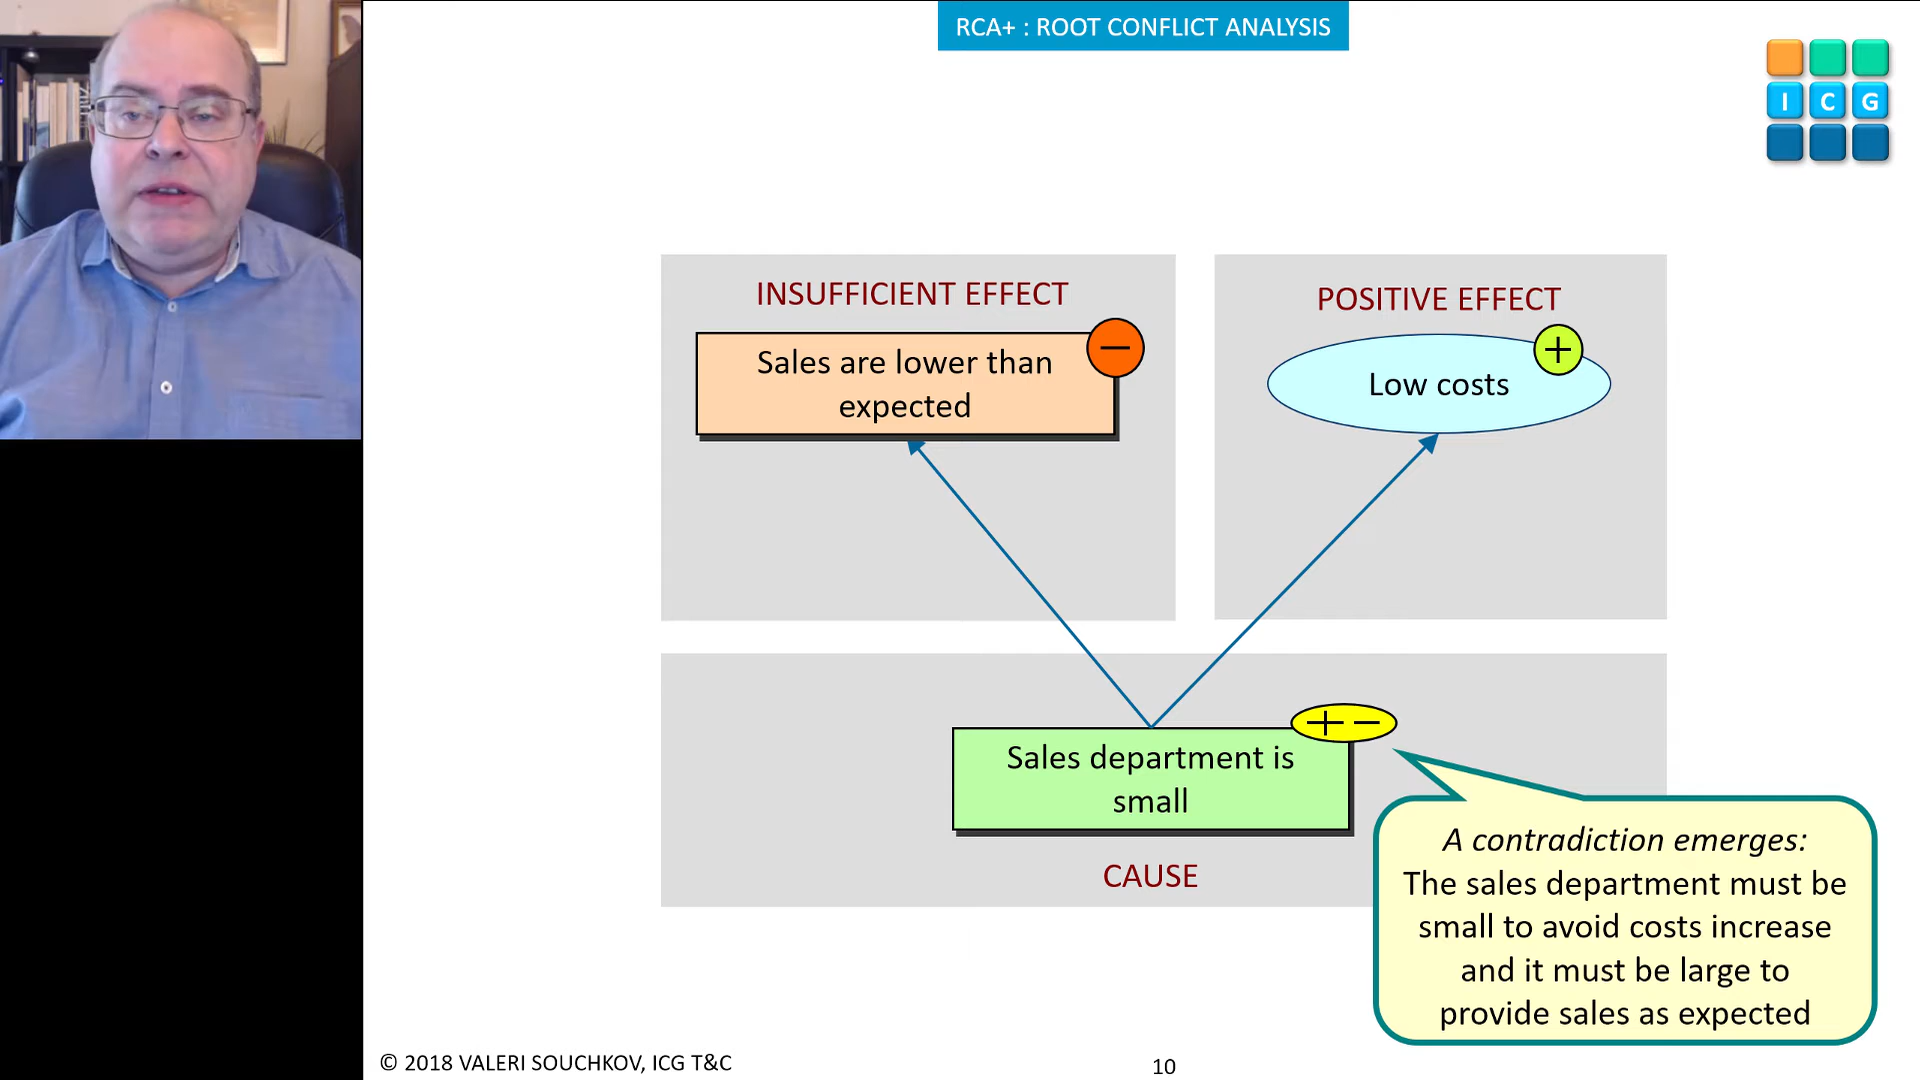 RCA+ : ROOT CONFLICT ANALYSIS
I C G
INSUFFICIENT EFFECT
Sales are lower than
expected
−
POSITIVE EFFECT
Low costs
+
Sales department is
small
+ −
CAUSE
A contradiction emerges:
The sales department must be
small to avoid costs increase
and it must be large to
provide sales as expected
© 2018 VALERI SOUCHKOV, ICG T&C
10